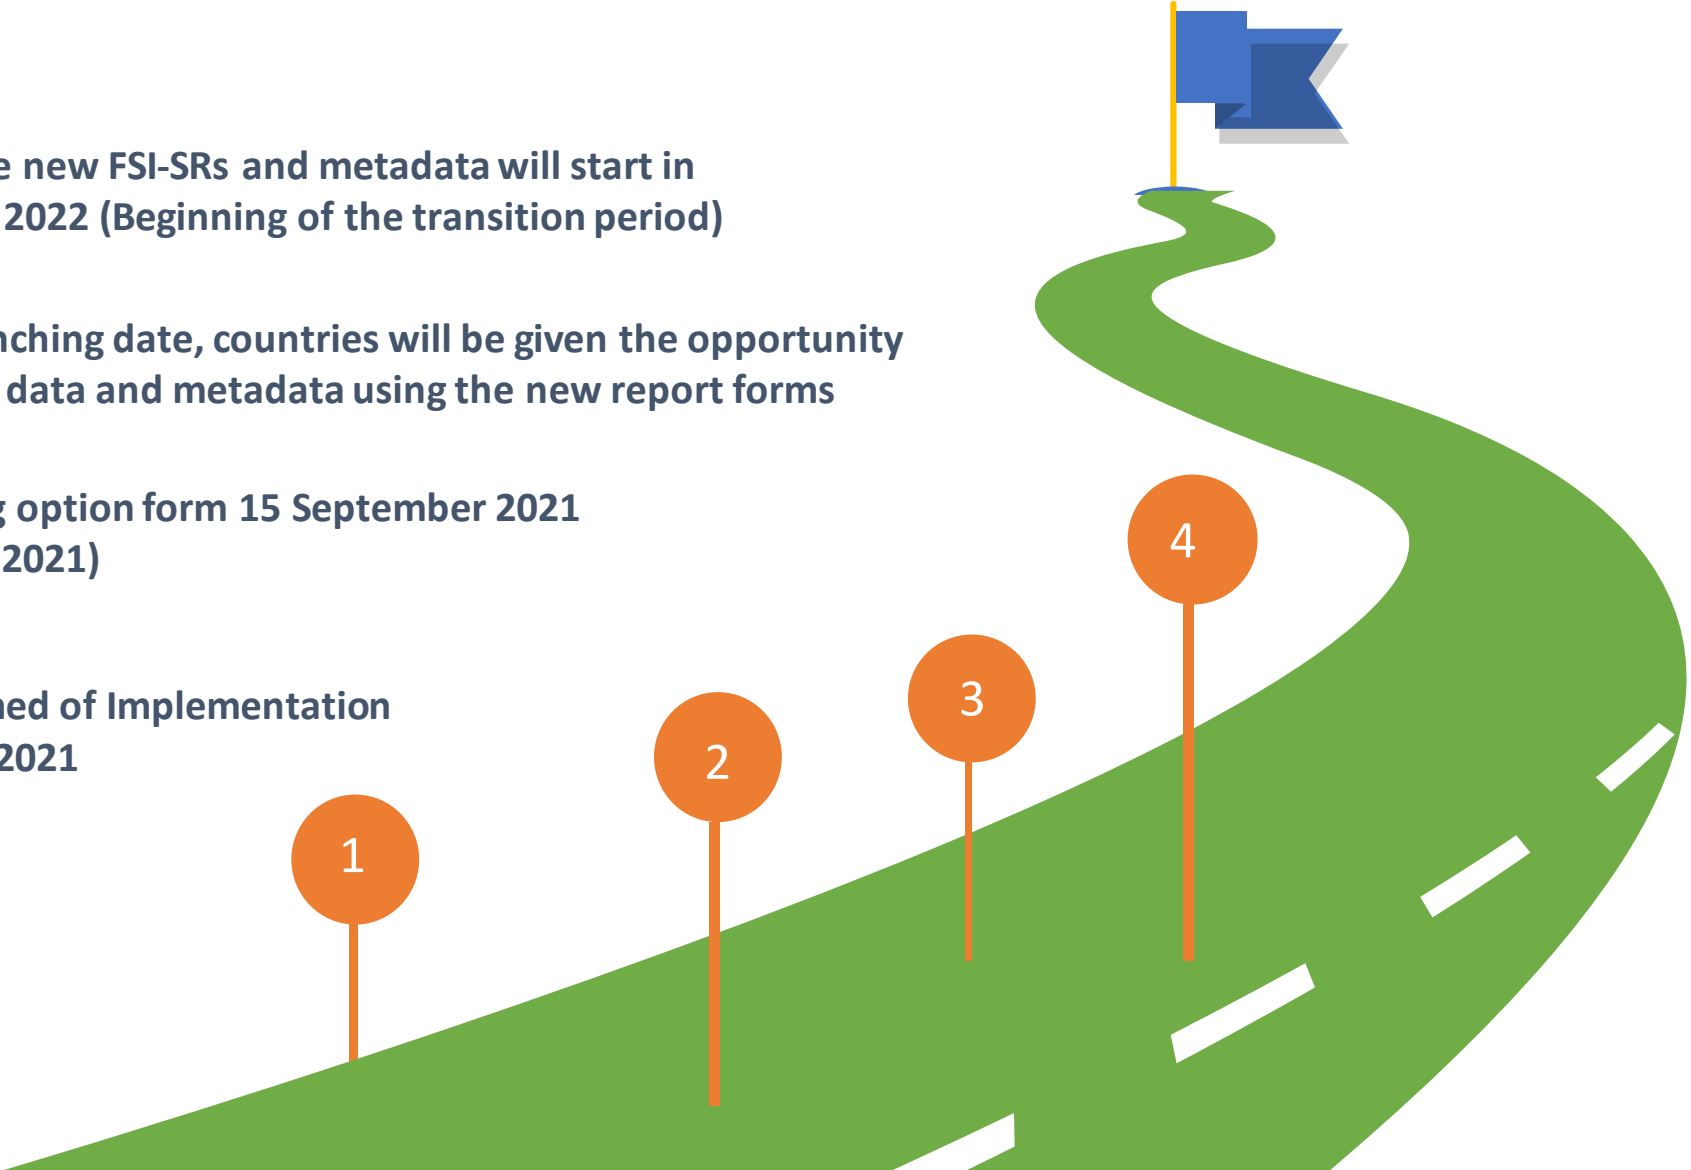 new FSI-SRs and metadata will start in
2022 (Beginning of the transition period)
date, countries will be given the opportunity
data and metadata using the new report forms
option form 15 September 2021
2021)
of Implementation
2021
4
3
2
1